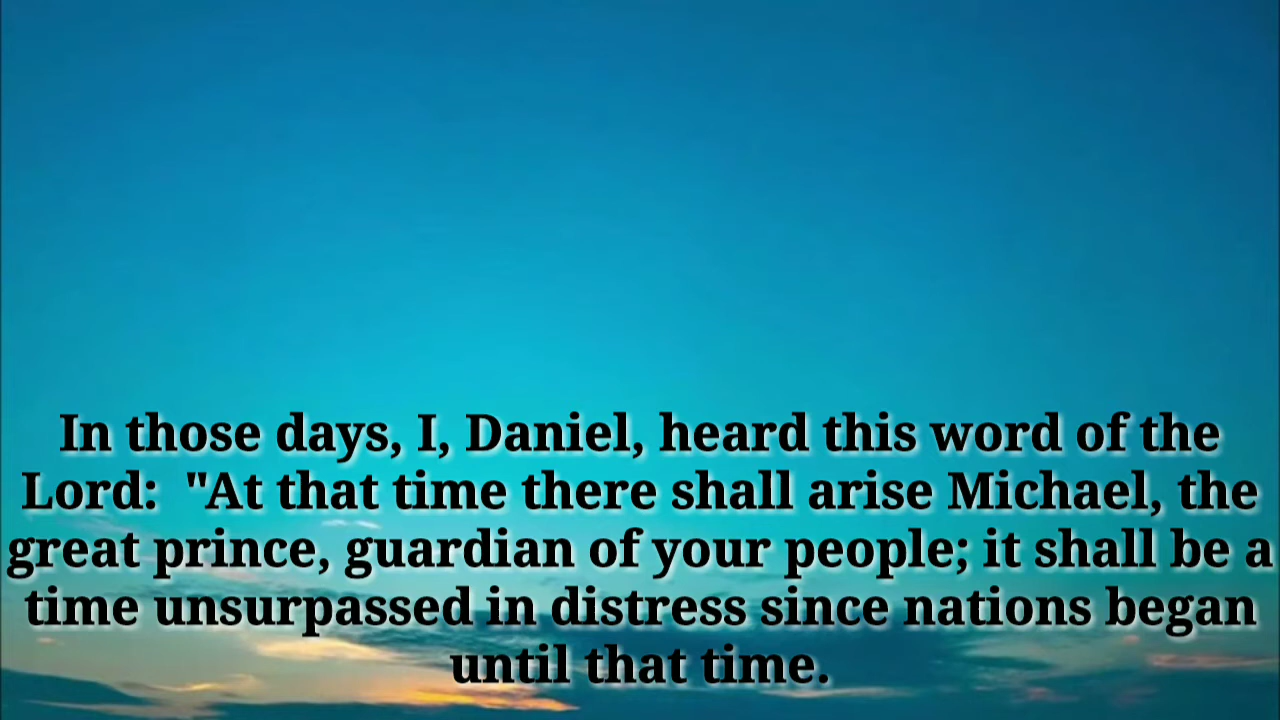 In those days, I, Daniel, heard this word of the
Lord:  "At that time there shall arise Michael, the
great prince, guardian of your people; it shall be a
time unsurpassed in distress since nations began
until that time.